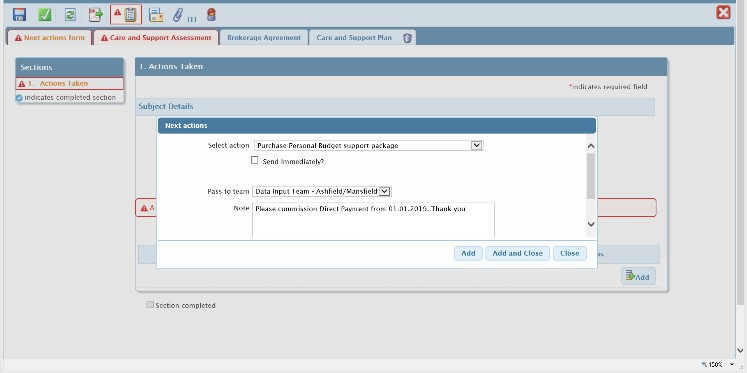 (1)
Next actions form
Care and Support Assessment
Brokerage Agreement
Care and Support Plan
Sections
1. Actions Taken
indicates completed section
1. Actions Taken
*indicates required field
Subject Details
Next actions
Select action
Purchase Personal Budget support package
Send Immediately?
Pass to team
Data Input Team - Ashfield/Mansfield
Note
Please commission Direct Payment from 01.01.2019. Thank you
A
Add
Add and Close
Close
Add
Section completed
150%